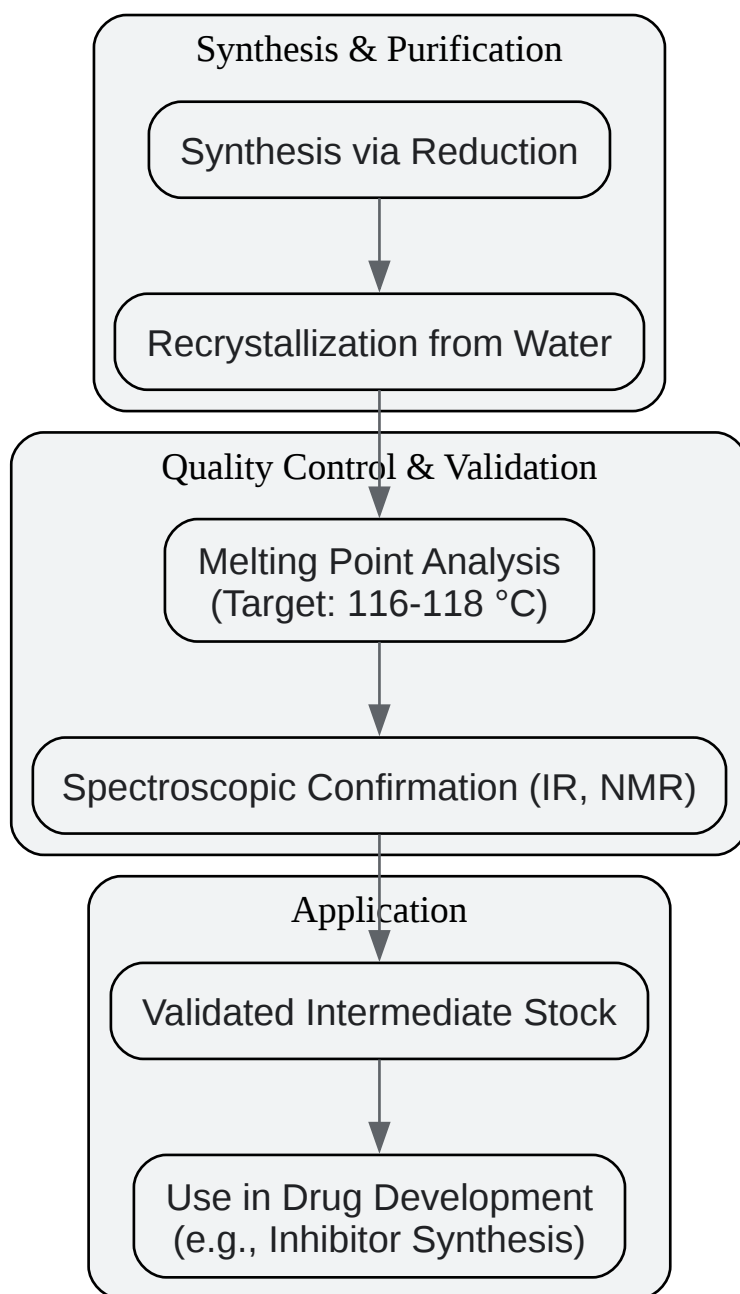 Synthesis & Purification
Synthesis via Reduction
Recrystallization from Water
Quality Control & Validation
Melting Point Analysis
(Target: 116-118 °C)
Spectroscopic Confirmation (IR, NMR)
Application
Validated Intermediate Stock
Use in Drug Development
(e.g., Inhibitor Synthesis)